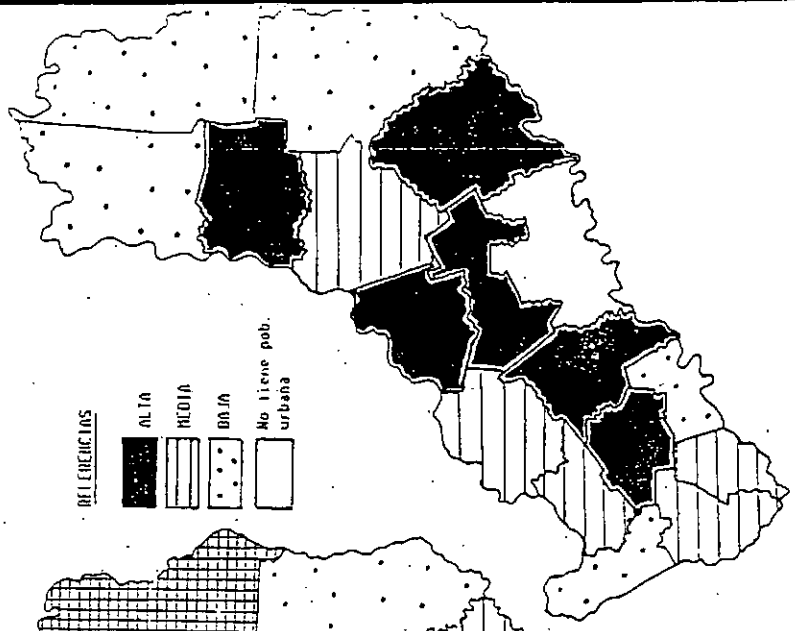 REFERENCIAS
ALTA
MEDIA
BAJA
No tiene pob.
urbana